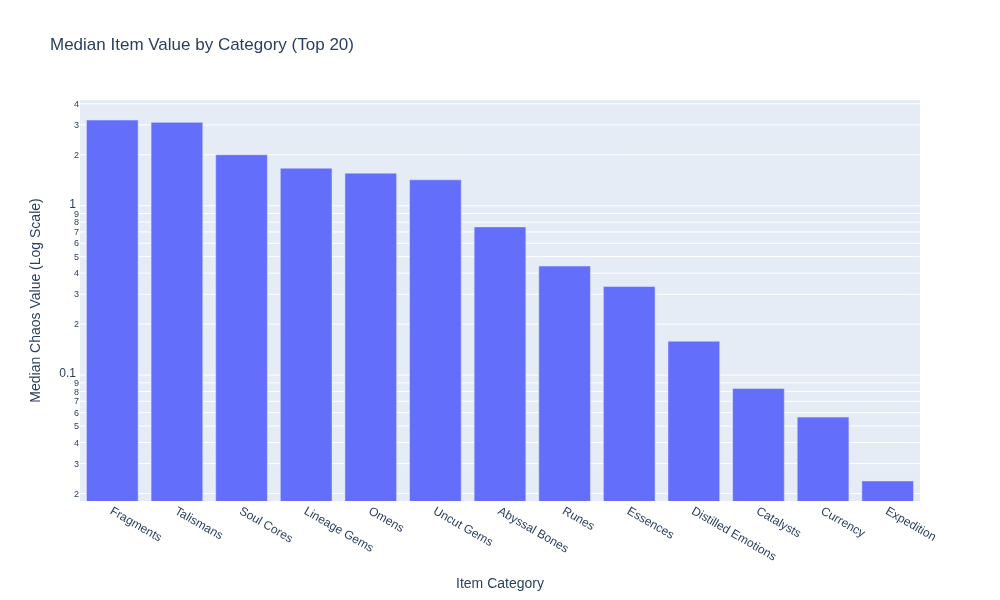 Median Item Value by Category (Top 20)
Median Chaos Value (Log Scale)
4
3
2
1
9
8
7
6
5
4
3
2
0.1
9
8
7
6
5
4
3
2
Fragments
Talismans
Soul Cores
Lineage Gems
Omens
Uncut Gems
Abyssal Bones
Runes
Essences
Distilled Emotions
Catalysts
Currency
Expedition
Item Category